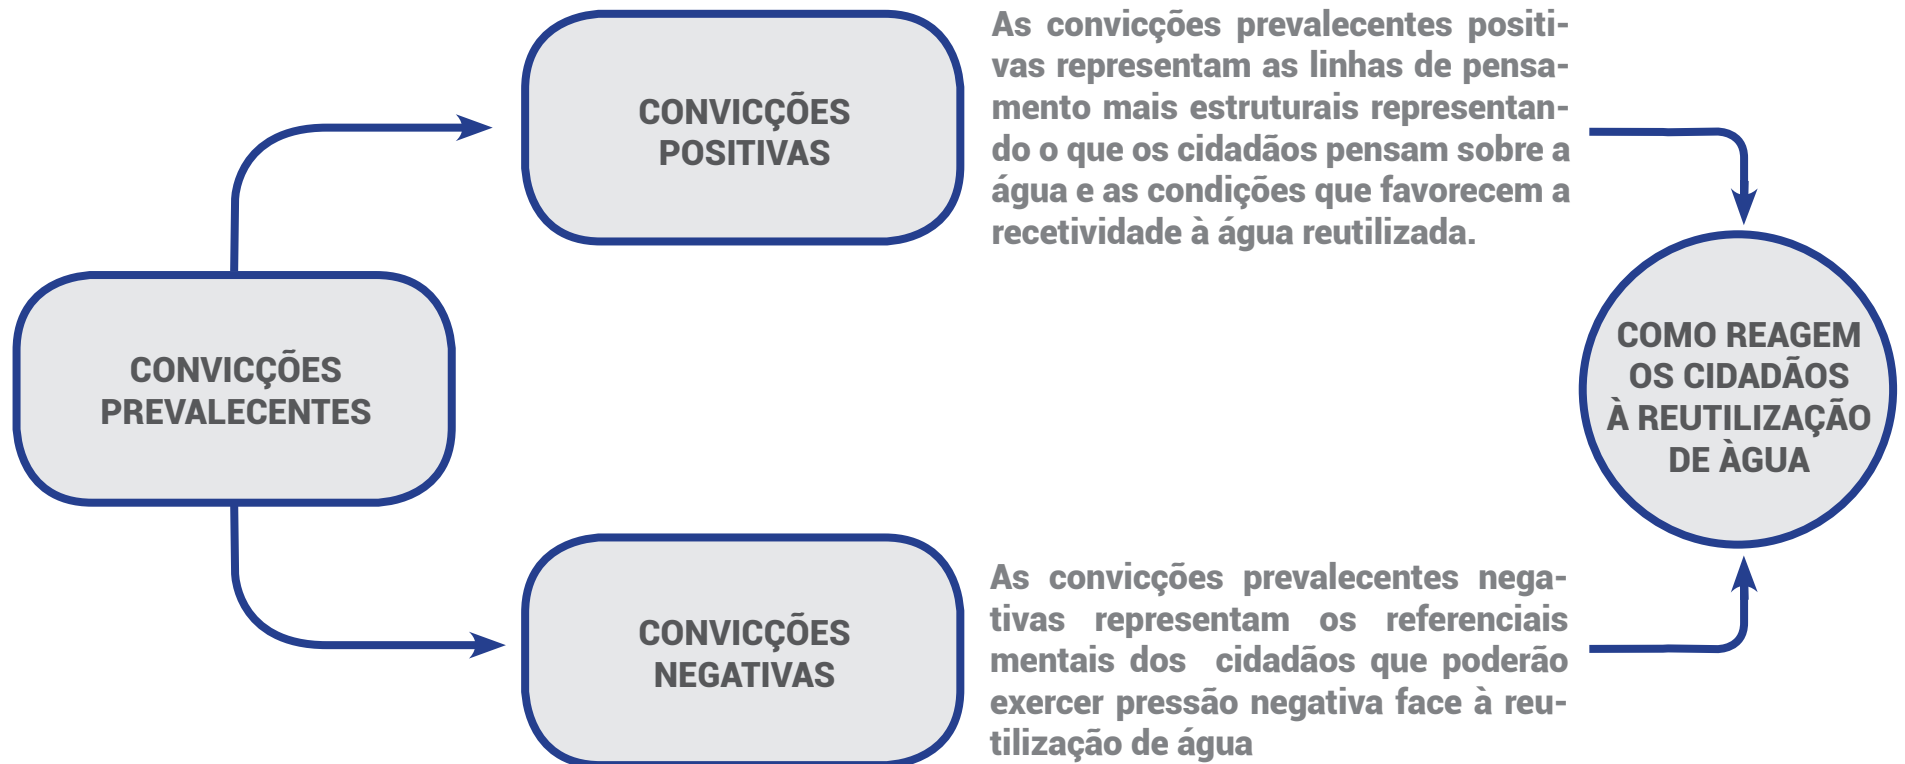 CONVICÇÕES
POSITIVAS
As convicções prevalecentes positi-
vas representam as linhas de pensa-
mento mais estruturais representan-
do o que os cidadãos pensam sobre a
água e as condições que favorecem a
recetividade à água reutilizada.
CONVICÇÕES
PREVALECENTES
COMO REAGEM
OS CIDADÃOS
À REUTILIZAÇÃO
DE ÀGUA
CONVICÇÕES
NEGATIVAS
As convicções prevalecentes nega-
tivas representam os referenciais
mentais dos cidadãos que poderão
exercer pressão negativa face à reu-
tilização de água